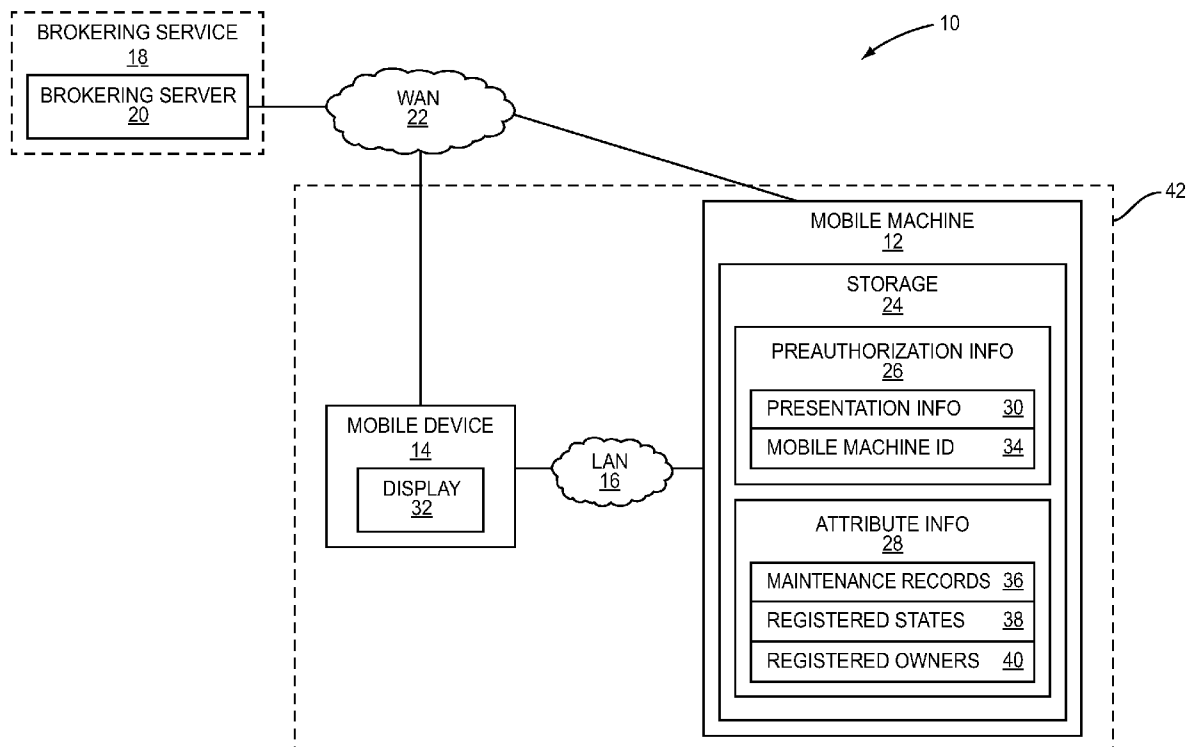 10
BROKERING SERVICE
18
BROKERING SERVER
20
WAN
22
42
MOBILE MACHINE
12
STORAGE
24
PREAUTHORIZATION INFO
26
PRESENTATION INFO 30
MOBILE MACHINE ID 34
MOBILE DEVICE
14
DISPLAY
32
LAN
16
ATTRIBUTE INFO
28
MAINTENANCE RECORDS 36
REGISTERED STATES 38
REGISTERED OWNERS 40